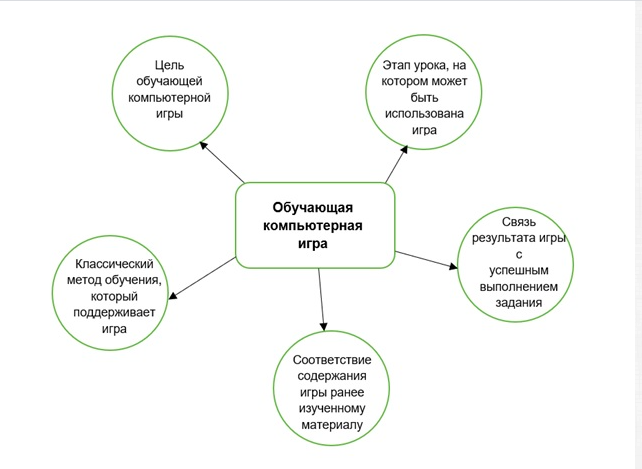 Цель
обучающей
компьютерной
игры
Этап урока, на
котором может
быть
использована
игра
Обучающая
компьютерная
игра
Связь
результата игры
с
успешным
выполнением
задания
Классический
метод обучения,
который
поддерживает
игра
Соответствие
содержания
игры ранее
изученному
материалу